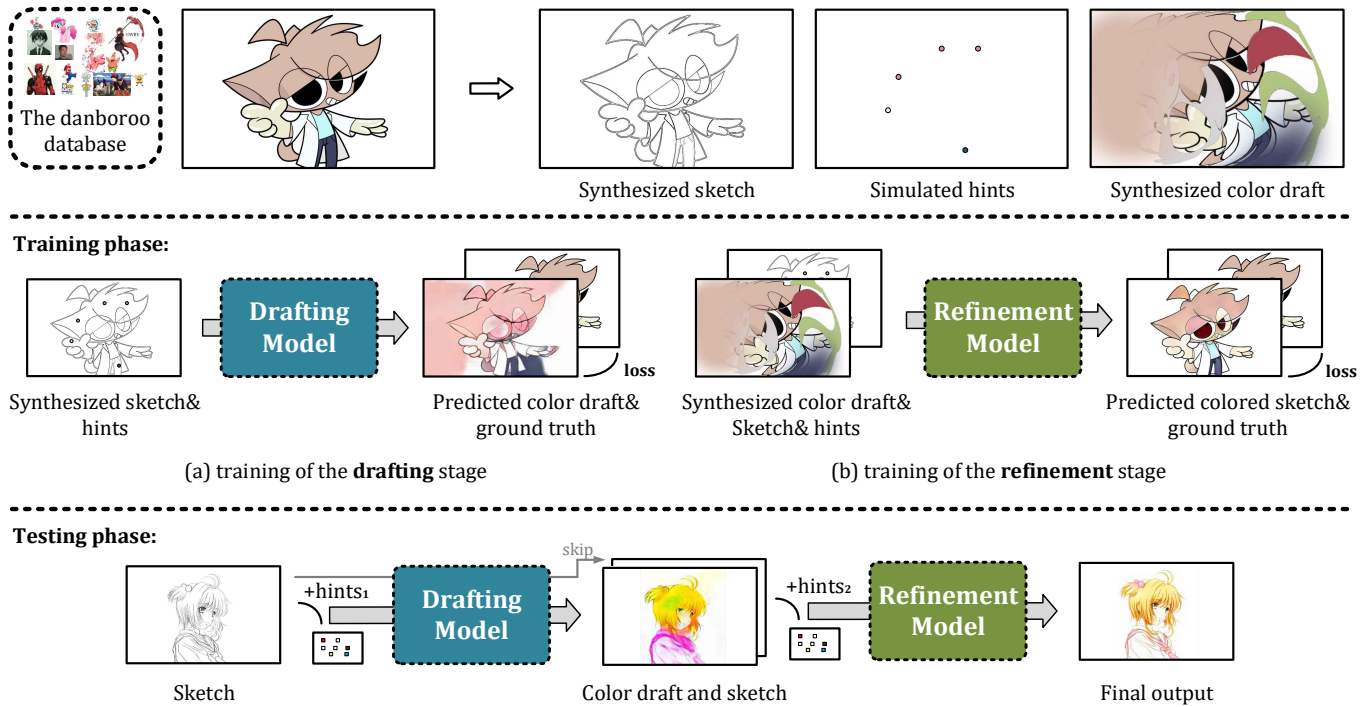 The danboroo
database
Synthesized sketch
Simulated hints
Synthesized color draft
Training phase:
Drafting
Model
loss
Refinement
Model
loss
Synthesized sketch&
hints
Predicted color draft&
ground truth
Synthesized color draft&
Sketch& hints
Predicted colored sketch&
ground truth
(a) training of the drafting stage
(b) training of the refinement stage
Testing phase:
skip
+hints₁
Drafting
Model
+hints₂
Refinement
Model
Sketch
Color draft and sketch
Final output